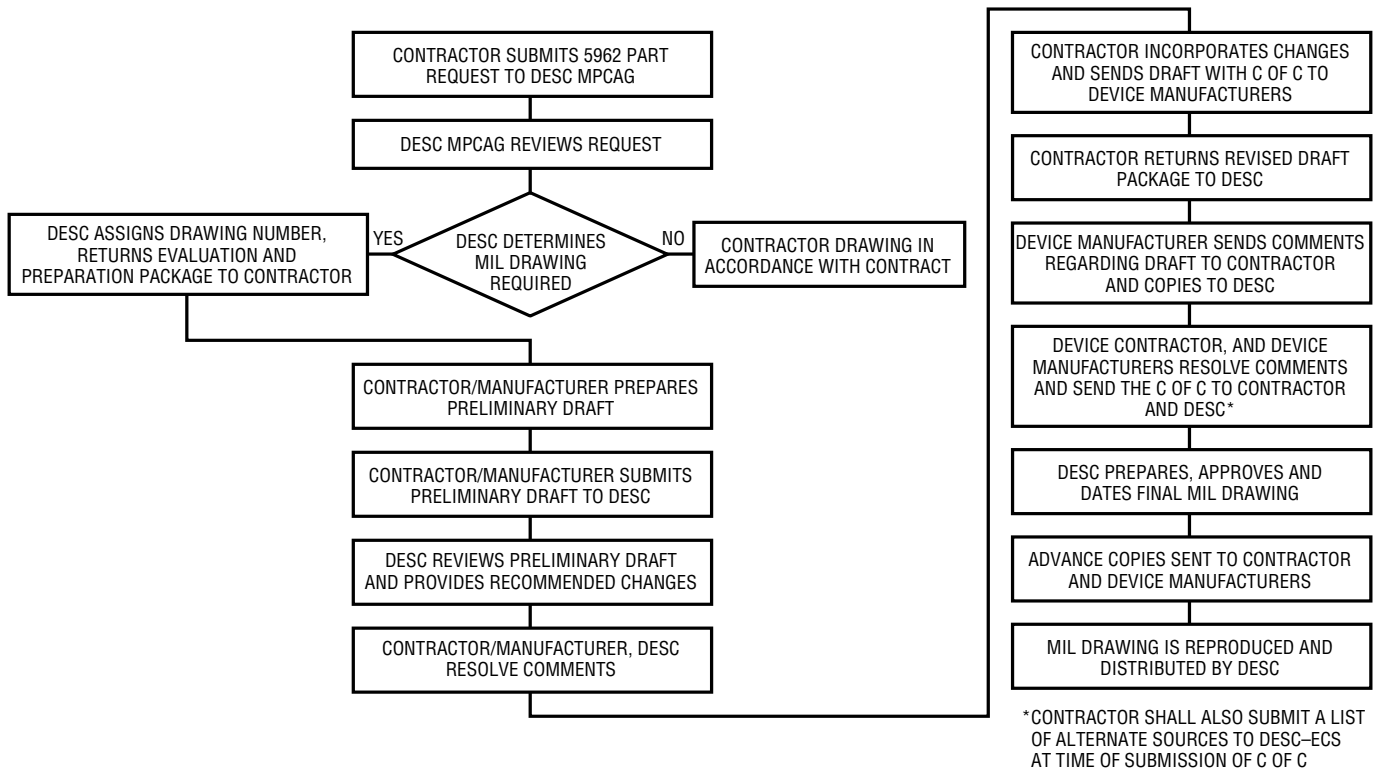 CONTRACTOR SUBMITS 5962 PART
REQUEST TO DESC MPCAG
DESC MPCAG REVIEWS REQUEST
DESC DETERMINES
MIL DRAWING
REQUIRED
YES
NO
DESC ASSIGNS DRAWING NUMBER,
RETURNS EVALUATION AND
PREPARATION PACKAGE TO CONTRACTOR
CONTRACTOR DRAWING IN
ACCORDANCE WITH CONTRACT
CONTRACTOR/MANUFACTURER PREPARES
PRELIMINARY DRAFT
CONTRACTOR/MANUFACTURER SUBMITS
PRELIMINARY DRAFT TO DESC
DESC REVIEWS PRELIMINARY DRAFT
AND PROVIDES RECOMMENDED CHANGES
CONTRACTOR/MANUFACTURER, DESC
RESOLVE COMMENTS
CONTRACTOR INCORPORATES CHANGES
AND SENDS DRAFT WITH C OF C TO
DEVICE MANUFACTURERS
CONTRACTOR RETURNS REVISED DRAFT
PACKAGE TO DESC
DEVICE MANUFACTURER SENDS COMMENTS
REGARDING DRAFT TO CONTRACTOR
AND COPIES TO DESC
DEVICE CONTRACTOR, AND DEVICE
MANUFACTURERS RESOLVE COMMENTS
AND SEND THE C OF C TO CONTRACTOR
AND DESC*
DESC PREPARES, APPROVES AND
DATES FINAL MIL DRAWING
ADVANCE COPIES SENT TO CONTRACTOR
AND DEVICE MANUFACTURERS
MIL DRAWING IS REPRODUCED AND
DISTRIBUTED BY DESC
*CONTRACTOR SHALL ALSO SUBMIT A LIST
OF ALTERNATE SOURCES TO DESC–ECS
AT TIME OF SUBMISSION OF C OF C